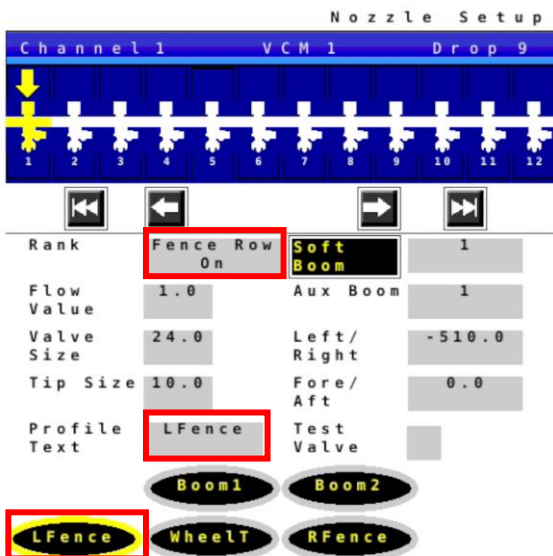 Nozzle Setup
Channel 1 VCM 1 Drop 9
1 2 3 4 5 6 7 8 9 10 11 12
Rank Fence Row Soft 1
On Boom
Flow 1.0 Aux Boom 1
Value
Valve 24.0 Left/ -510.0
Size Right
Tip Size 10.0 Fore/ 0.0
Aft
Profile LFence Test
Text Valve
Boom1 Boom2
LFence WheelT RFence